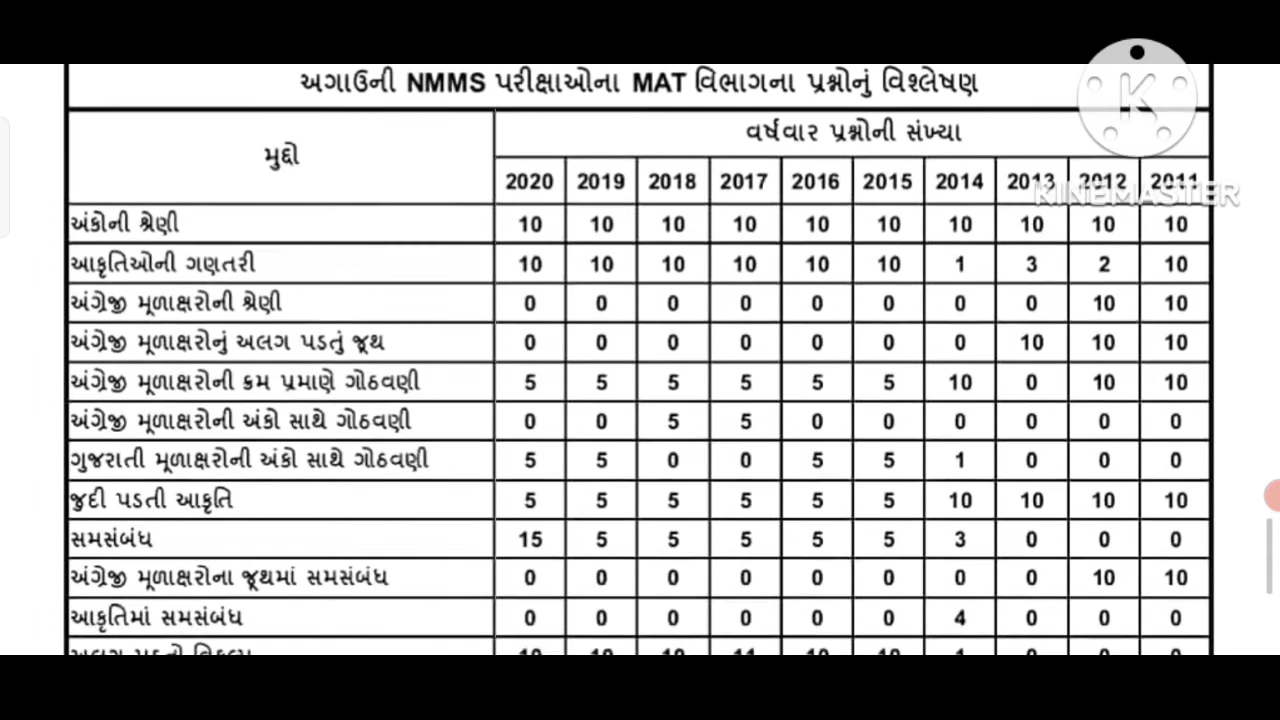 અગાઉની NMMS પરીક્ષાઓના MAT વિભાગના પ્રશ્નોનું વિશ્લેષણ
મુદ્દો
વર્ષવાર પ્રશ્નોની સંખ્યા
2020 2019 2018 2017 2016 2015 2014 2013 2012 2011
KINEMASTER
અંકોની શ્રેણી 10 10 10 10 10 10 10 10 10 10
આકૃતિઓની ગણતરી 10 10 10 10 10 10 1 3 2 10
અંગ્રેજી મૂળાક્ષરોની શ્રેણી 0 0 0 0 0 0 0 0 10 10
અંગ્રેજી મૂળાક્ષરોનું અલગ પડતું જૂથ 0 0 0 0 0 0 0 10 10 10
અંગ્રેજી મૂળાક્ષરોની ક્રમ પ્રમાણે ગોઠવણી 5 5 5 5 5 5 10 0 10 10
અંગ્રેજી મૂળાક્ષરોની અંકો સાથે ગોઠવણી 0 0 5 5 0 0 0 0 0 0
ગુજરાતી મૂળાક્ષરોની અંકો સાથે ગોઠવણી 5 5 0 0 5 5 1 0 0 0
જુદી પડતી આકૃતિ 5 5 5 5 5 5 10 10 10 10
સમસંબંધ 15 5 5 5 5 5 3 0 0 0
અંગ્રેજી મૂળાક્ષરોના જૂથમાં સમસંબંધ 0 0 0 0 0 0 0 0 10 10
આકૃતિમાં સમસંબંધ 0 0 0 0 0 0 4 0 0 0